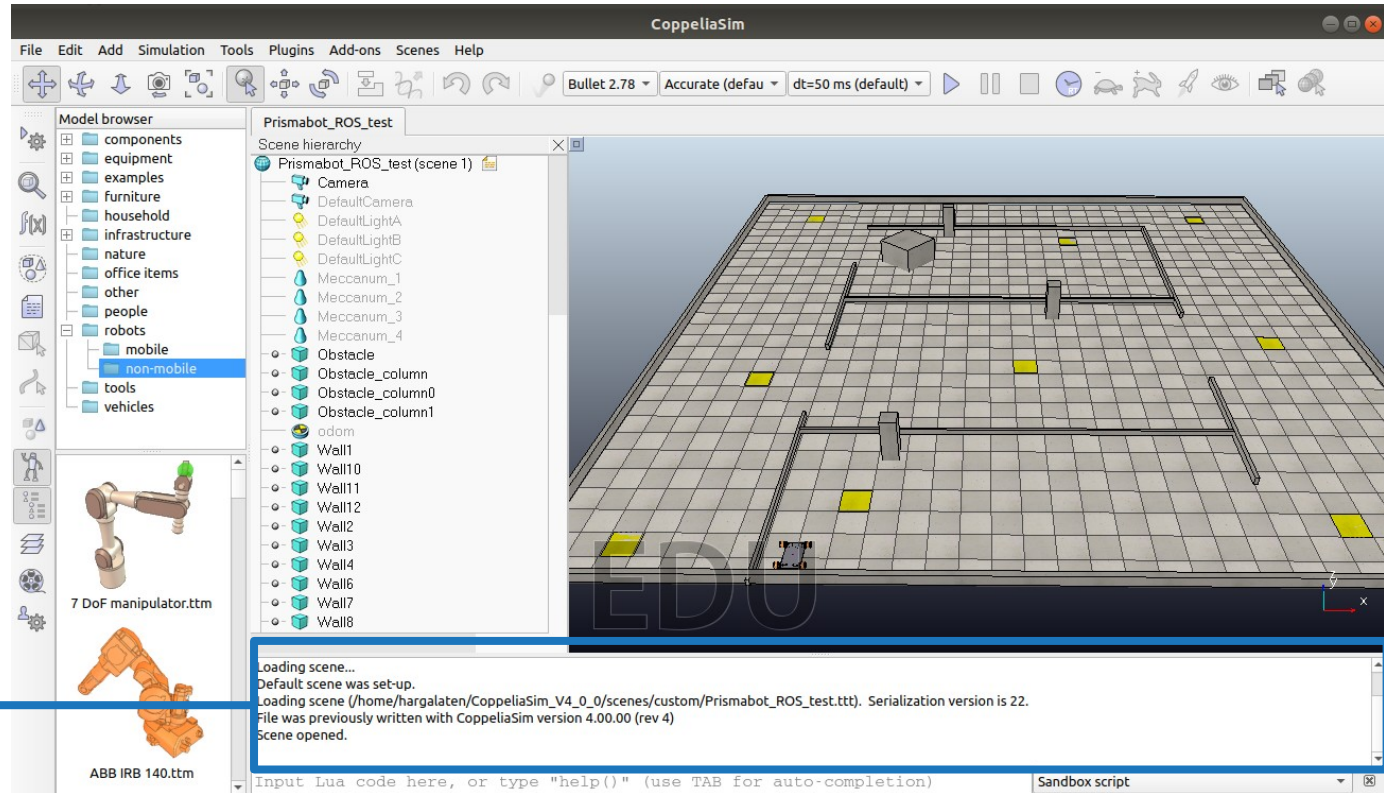 CoppeliaSim
File Edit Add Simulation Tools Plugins Add-ons Scenes Help
Bullet 2.78 Accurate (defau dt=50 ms (default)
RT
f(x)
Model browser
components
equipment
examples
furniture
household
infrastructure
nature
office items
other
people
robots
mobile
non-mobile
tools
vehicles
7 DoF manipulator.ttm
ABB IRB 140.ttm
Prismabot_ROS_test
Scene hierarchy
Prismabot_ROS_test (scene 1)
Camera
DefaultCamera
DefaultLightA
DefaultLightB
DefaultLightC
Meccanum_1
Meccanum_2
Meccanum_3
Meccanum_4
Obstacle
Obstacle_column
Obstacle_column0
Obstacle_column1
odom
Wall1
Wall10
Wall11
Wall12
Wall2
Wall3
Wall4
Wall6
Wall7
Wall8
EDU
z
y
x
Loading scene...
Default scene was set-up.
Loading scene (/home/hargalaten/CoppeliaSim_V4_0_0/scenes/custom/Prismabot_ROS_test.ttt). Serialization version is 22.
File was previously written with CoppeliaSim version 4.00.00 (rev 4)
Scene opened.
Input Lua code here, or type "help()" (use TAB for auto-completion)
Sandbox script